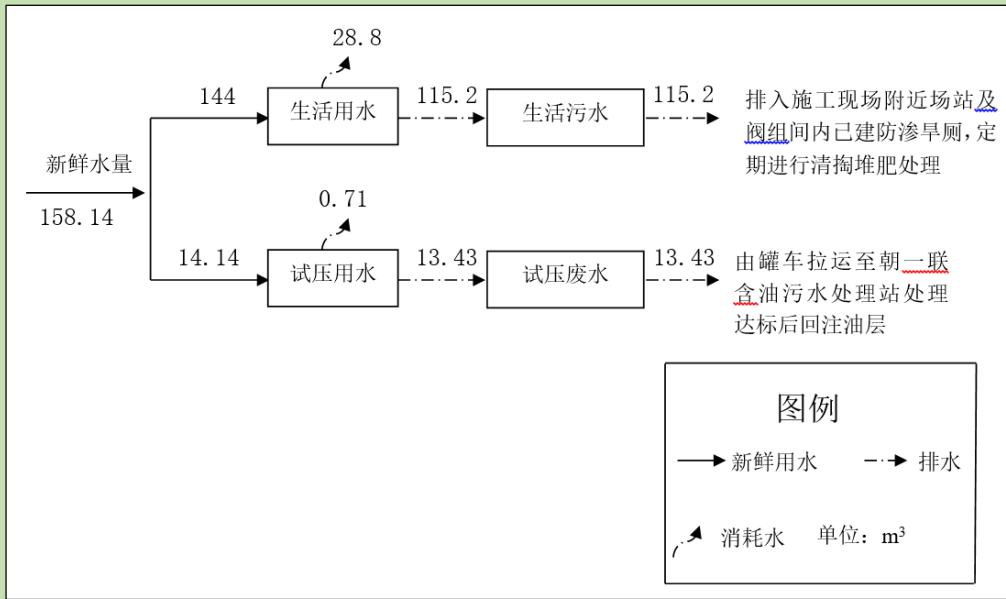 28.8
144
生活用水
115.2
生活污水
115.2
排入施工现场附近场站及
阀组间内已建防渗旱厕，定
期进行清掏堆肥处理
新鲜水量
158.14
0.71
14.14
试压用水
13.43
试压废水
13.43
由罐车拉运至朝一联
含油污水处理站处理
达标后回注油层
图例
新鲜用水
排水
消耗水
单位：m³